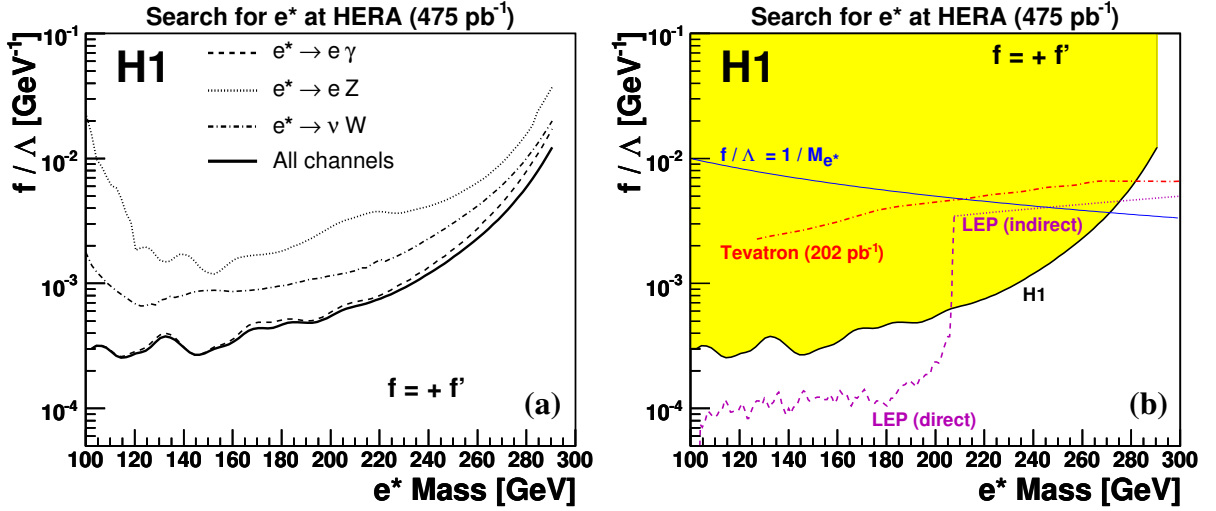 Search for e* at HERA (475 pb⁻¹)
f / Λ [GeV⁻¹]
10⁻¹
10⁻²
10⁻³
10⁻⁴
H1
e* → e γ
e* → e Z
e* → ν W
All channels
f = + f'
(a)
100 120 140 160 180 200 220 240 260 280 300
e* Mass [GeV]
Search for e* at HERA (475 pb⁻¹)
f / Λ [GeV⁻¹]
10⁻¹
10⁻²
10⁻³
10⁻⁴
H1
f = + f'
f / Λ = 1 / Mₑ*
LEP (indirect)
Tevatron (202 pb⁻¹)
H1
LEP (direct)
(b)
100 120 140 160 180 200 220 240 260 280 300
e* Mass [GeV]